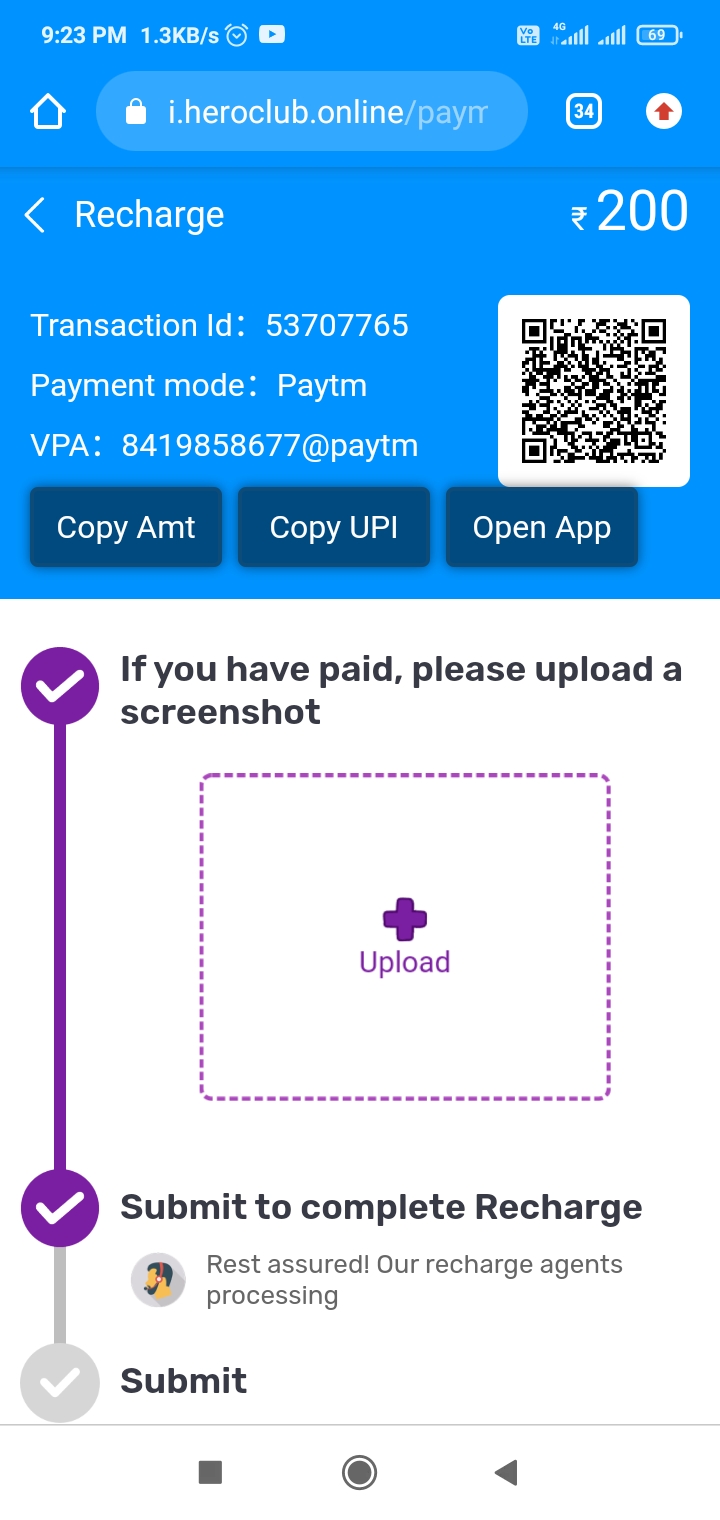 9:23 PM 1.3KB/s Vo LTE 4G 69
i.heroclub.online/paym 34
Recharge ₹200
Transaction Id： 53707765
Payment mode： Paytm
VPA： 8419858677@paytm
Copy Amt Copy UPI Open App
If you have paid, please upload a
screenshot
Upload
Submit to complete Recharge
Rest assured! Our recharge agents
processing
Submit